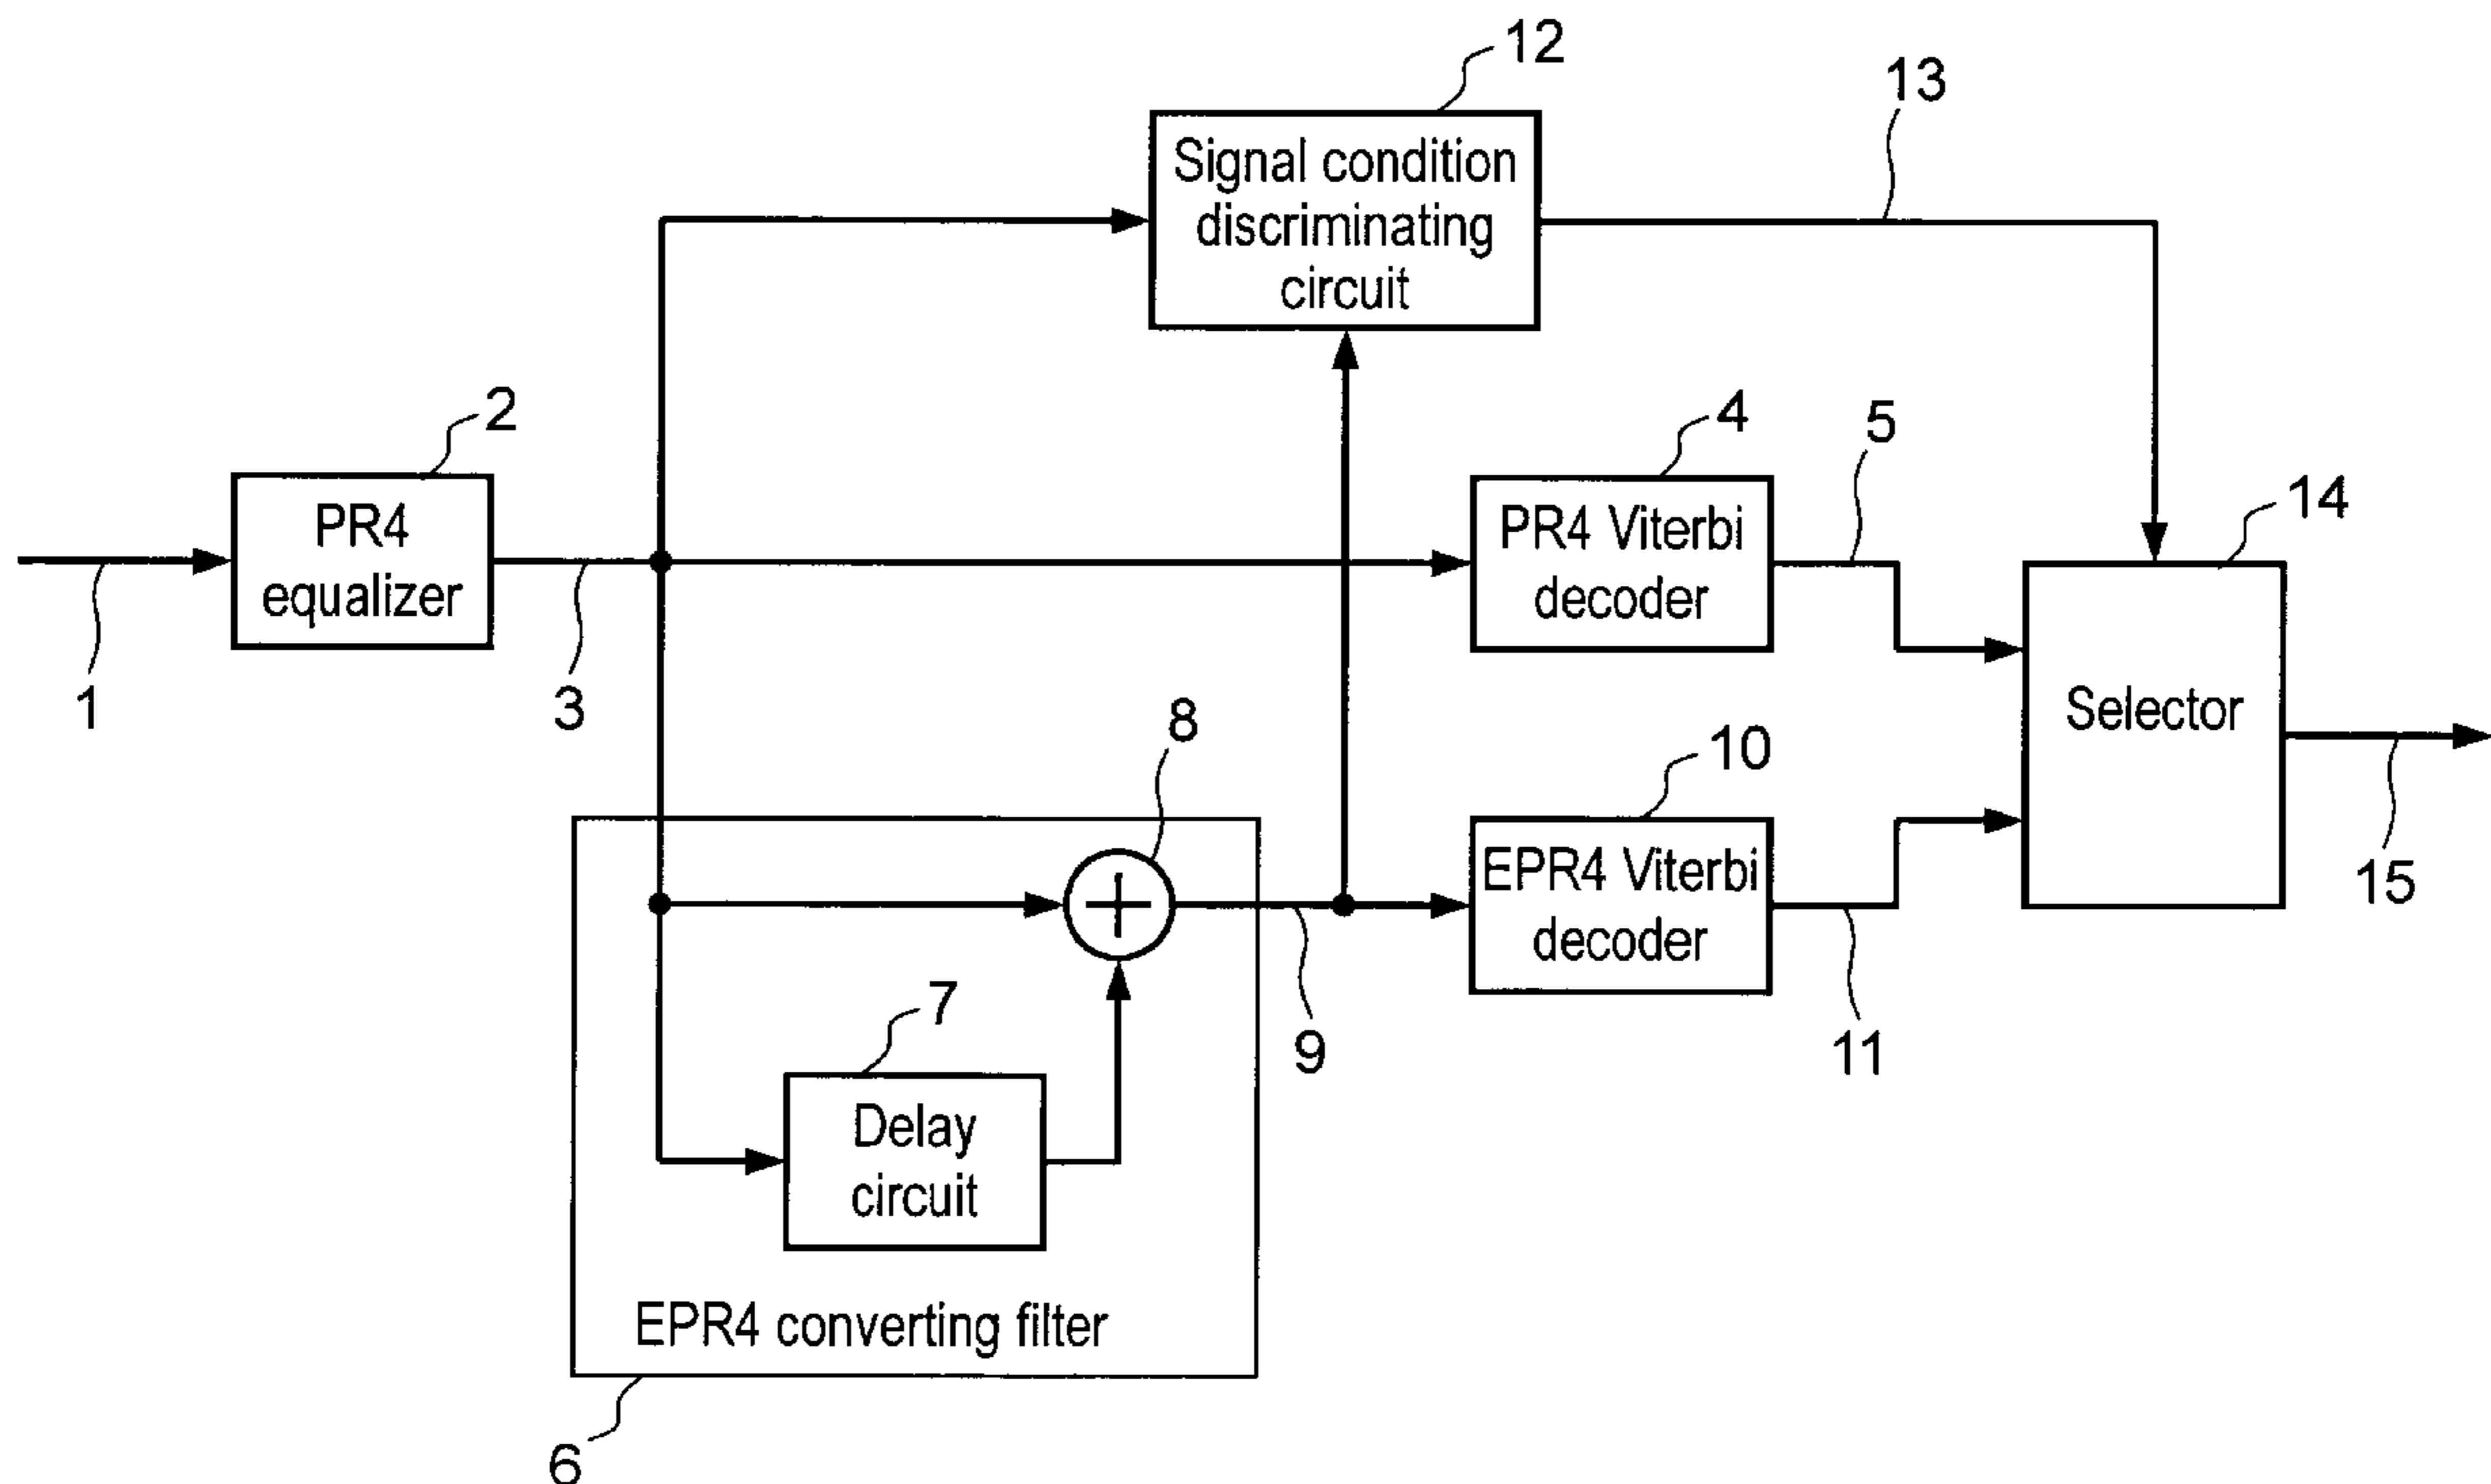 12
13
Signal condition
discriminating
circuit
2
4
5
14
PR4
equalizer
PR4 Viterbi
decoder
1
3
8
10
Selector
15
EPR4 Viterbi
decoder
7
9
11
Delay
circuit
EPR4 converting filter
6